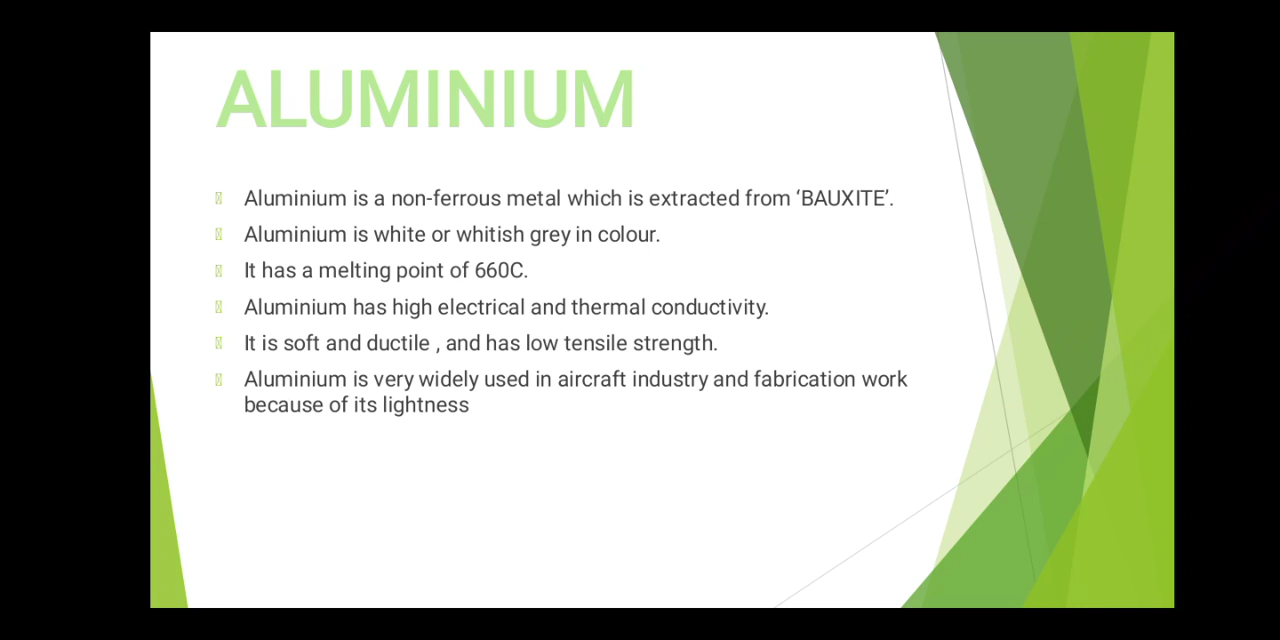 ALUMINIUM
Aluminium is a non-ferrous metal which is extracted from ‘BAUXITE’.
Aluminium is white or whitish grey in colour.
It has a melting point of 660C.
Aluminium has high electrical and thermal conductivity.
It is soft and ductile , and has low tensile strength.
Aluminium is very widely used in aircraft industry and fabrication work
because of its lightness